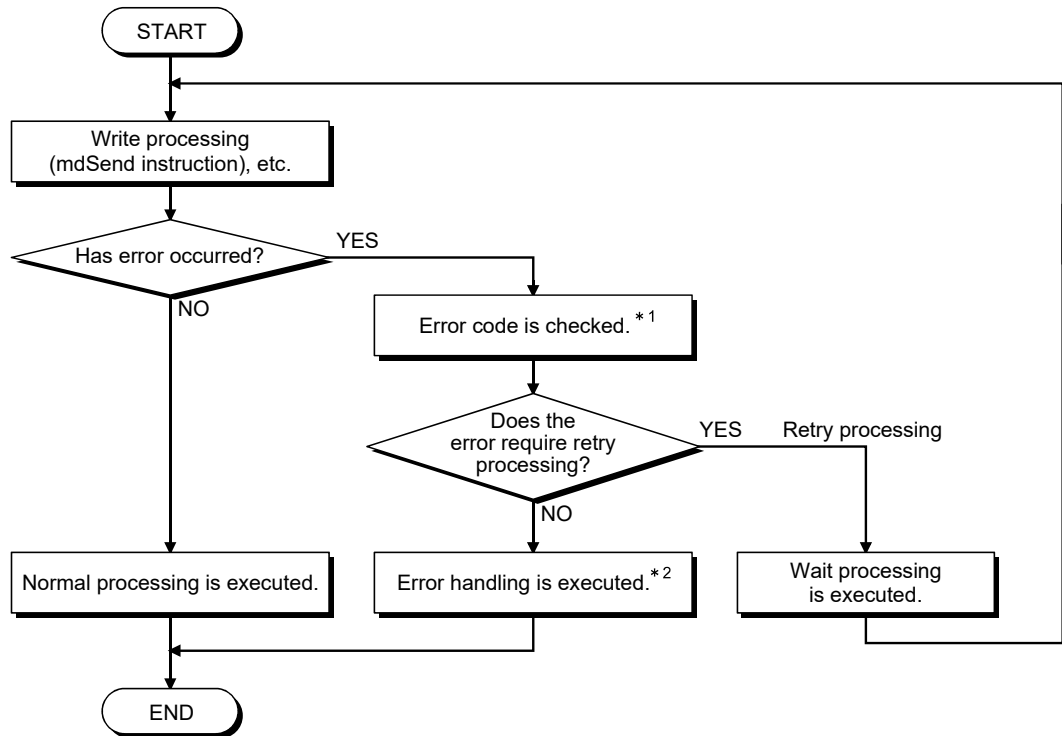 START
Write processing
(mdSend instruction), etc.
Has error occurred?
YES
NO
Error code is checked. *1
Does the
error require retry
processing?
YES
Retry processing
NO
Normal processing is executed.
Error handling is executed. *2
Wait processing
is executed.
END